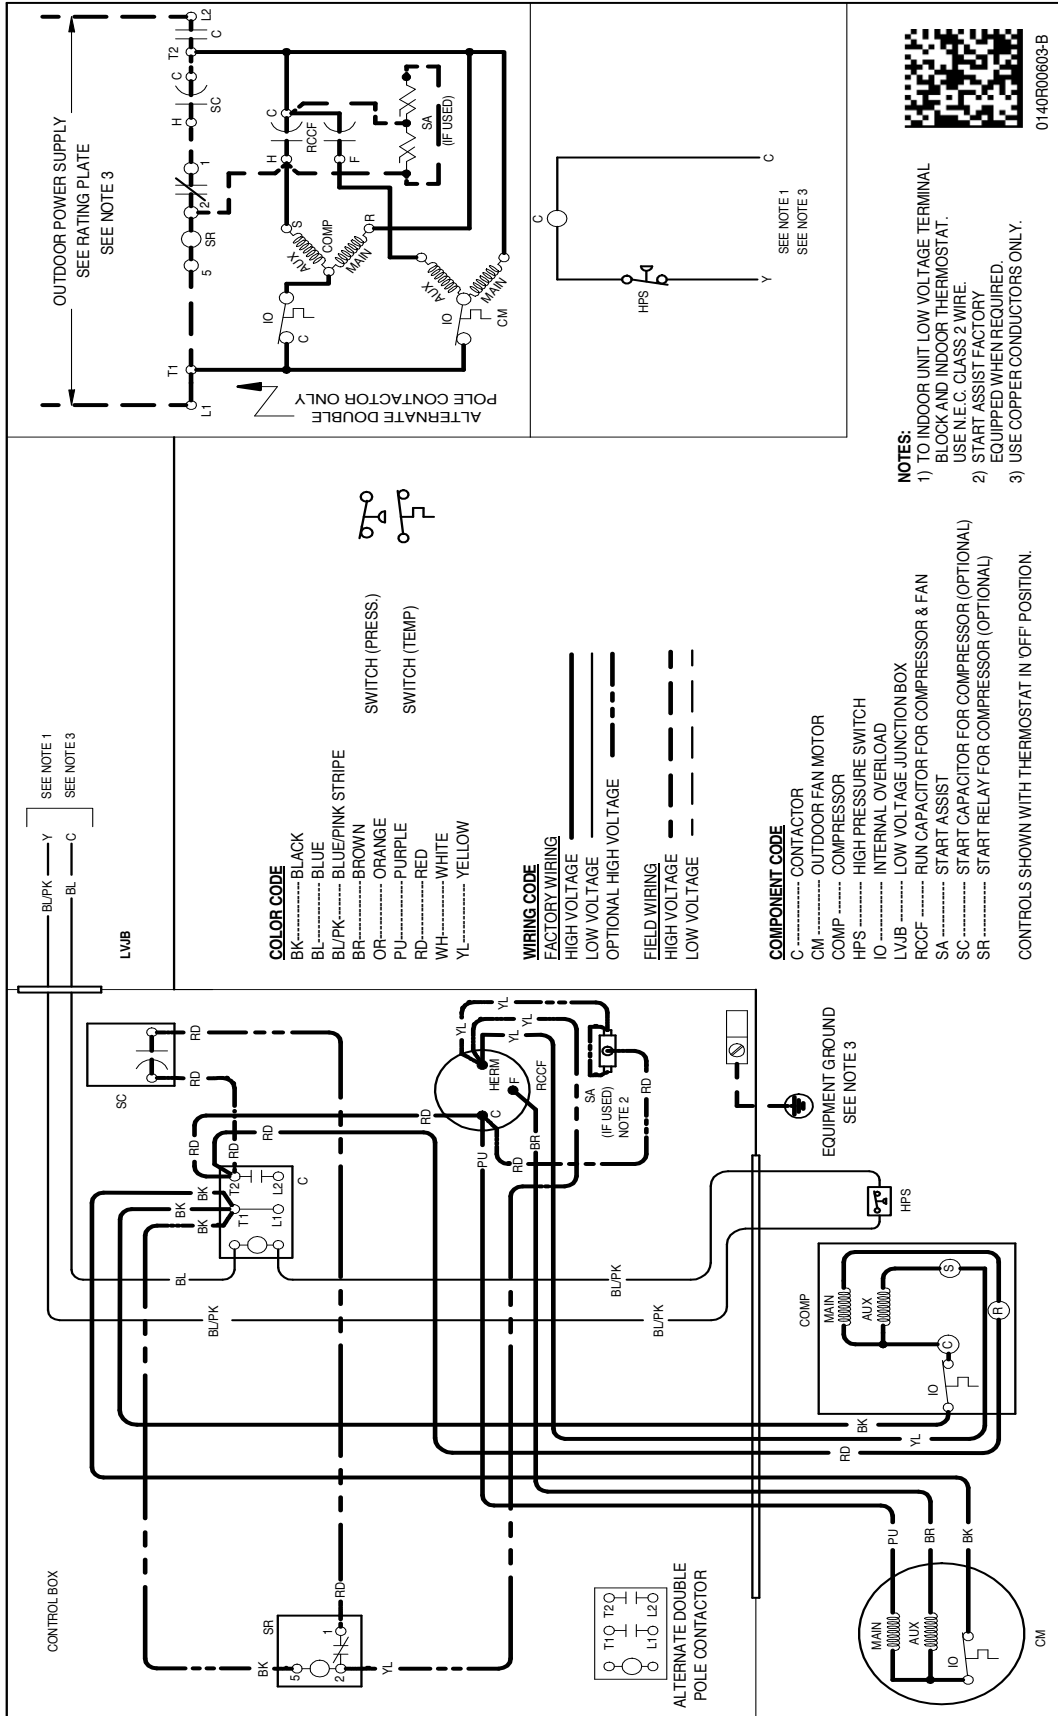 CONTROL BOX
SR
BK
5
2
1
YL
RD
ALTERNATE DOUBLE
POLE CONTACTOR
T1
T2
L1
L2
BK
BK
BK
T2
T1
L2
L1
C
RD
RD
RD
RD
BL
BL/PK
BL/PK
BL/PK
RD
SC
RD
RD
PU
BR
RD
RD
C
HERM
F
RCCF
YL
YL
YL
YL
SA
(IF USED)
NOTE 2
RD
BK
YL
RD
PU
BR
BK
MAIN
AUX
IO
CM
COMP
MAIN
AUX
IO
C
S
R
HPS
EQUIPMENT GROUND
SEE NOTE 3
LVJB
BL/PK
Y
BL
C
SEE NOTE 1
SEE NOTE 3
COLOR CODE
BK---------- BLACK
BL---------- BLUE
BL/PK------ BLUE/PINK STRIPE
BR---------- BROWN
OR---------- ORANGE
PU---------- PURPLE
RD---------- RED
WH---------- WHITE
YL---------- YELLOW
SWITCH (PRESS.)
SWITCH (TEMP)
WIRING CODE
FACTORY WIRING
HIGH VOLTAGE
LOW VOLTAGE
OPTIONAL HIGH VOLTAGE
FIELD WIRING
HIGH VOLTAGE
LOW VOLTAGE
COMPONENT CODE
C ------------ CONTACTOR
CM --------- OUTDOOR FAN MOTOR
COMP ------ COMPRESSOR
HPS -------- HIGH PRESSURE SWITCH
IO ----------- INTERNAL OVERLOAD
LVJB -------- LOW VOLTAGE JUNCTION BOX
RCCF ------- RUN CAPACITOR FOR COMPRESSOR & FAN
SA ---------- START ASSIST
SC ---------- START CAPACITOR FOR COMPRESSOR (OPTIONAL)
SR ---------- START RELAY FOR COMPRESSOR (OPTIONAL)
CONTROLS SHOWN WITH THERMOSTAT IN 'OFF' POSITION.
OUTDOOR POWER SUPPLY
SEE RATING PLATE
SEE NOTE 3
L1
T1
5
SR
2
1
H
SC
C
T2
C
L2
ALTERNATE DOUBLE
POLE CONTACTOR ONLY
IO
C
S
AUX
COMP
MAIN
R
H
C
RCCF
F
SA
(IF USED)
IO
AUX
MAIN
CM
C
HPS
Y
C
SEE NOTE 1
SEE NOTE 3
NOTES:
1) TO INDOOR UNIT LOW VOLTAGE TERMINAL
BLOCK AND INDOOR THERMOSTAT.
USE N.E.C. CLASS 2 WIRE.
2) START ASSIST FACTORY
EQUIPPED WHEN REQUIRED.
3) USE COPPER CONDUCTORS ONLY.
0140R00603-B